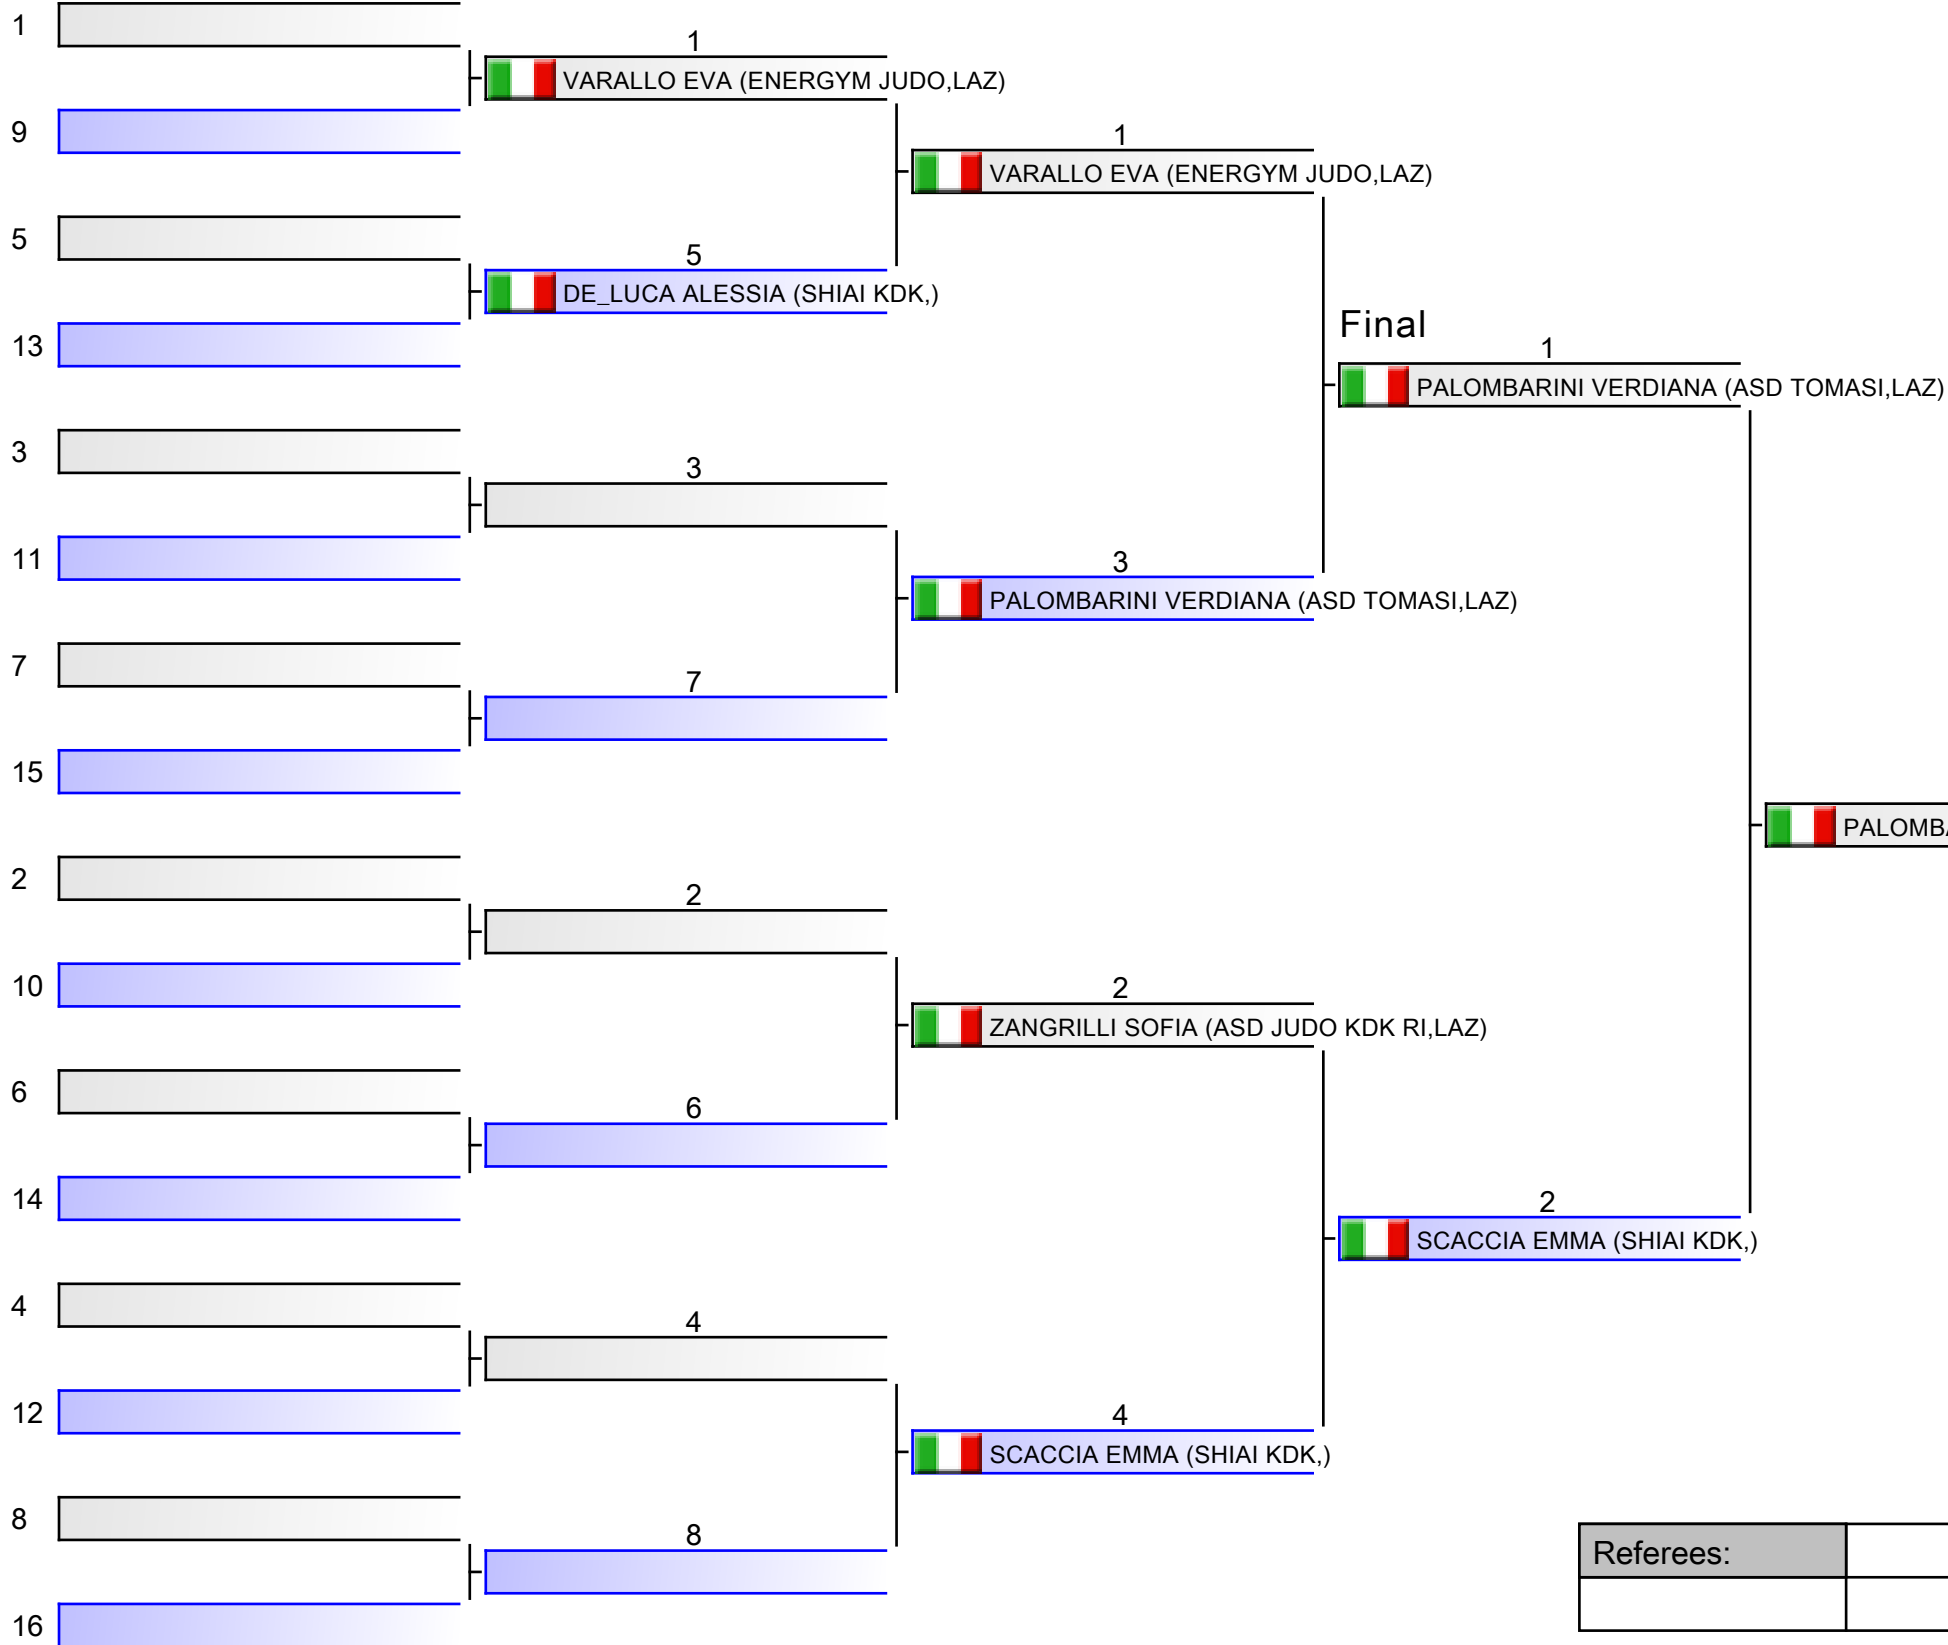 1
1
VARALLO EVA (ENERGYM JUDO,LAZ)
9
1
VARALLO EVA (ENERGYM JUDO,LAZ)
5
5
DE_LUCA ALESSIA (SHIAI KDK,)
13
Final
1
PALOMBARINI VERDIANA (ASD TOMASI,LAZ)
3
3
11
3
PALOMBARINI VERDIANA (ASD TOMASI,LAZ)
7
7
15
PALOMBA
2
2
10
2
ZANGRILLI SOFIA (ASD JUDO KDK RI,LAZ)
6
6
14
2
SCACCIA EMMA (SHIAI KDK,)
4
4
12
4
SCACCIA EMMA (SHIAI KDK,)
8
8
16
Referees: